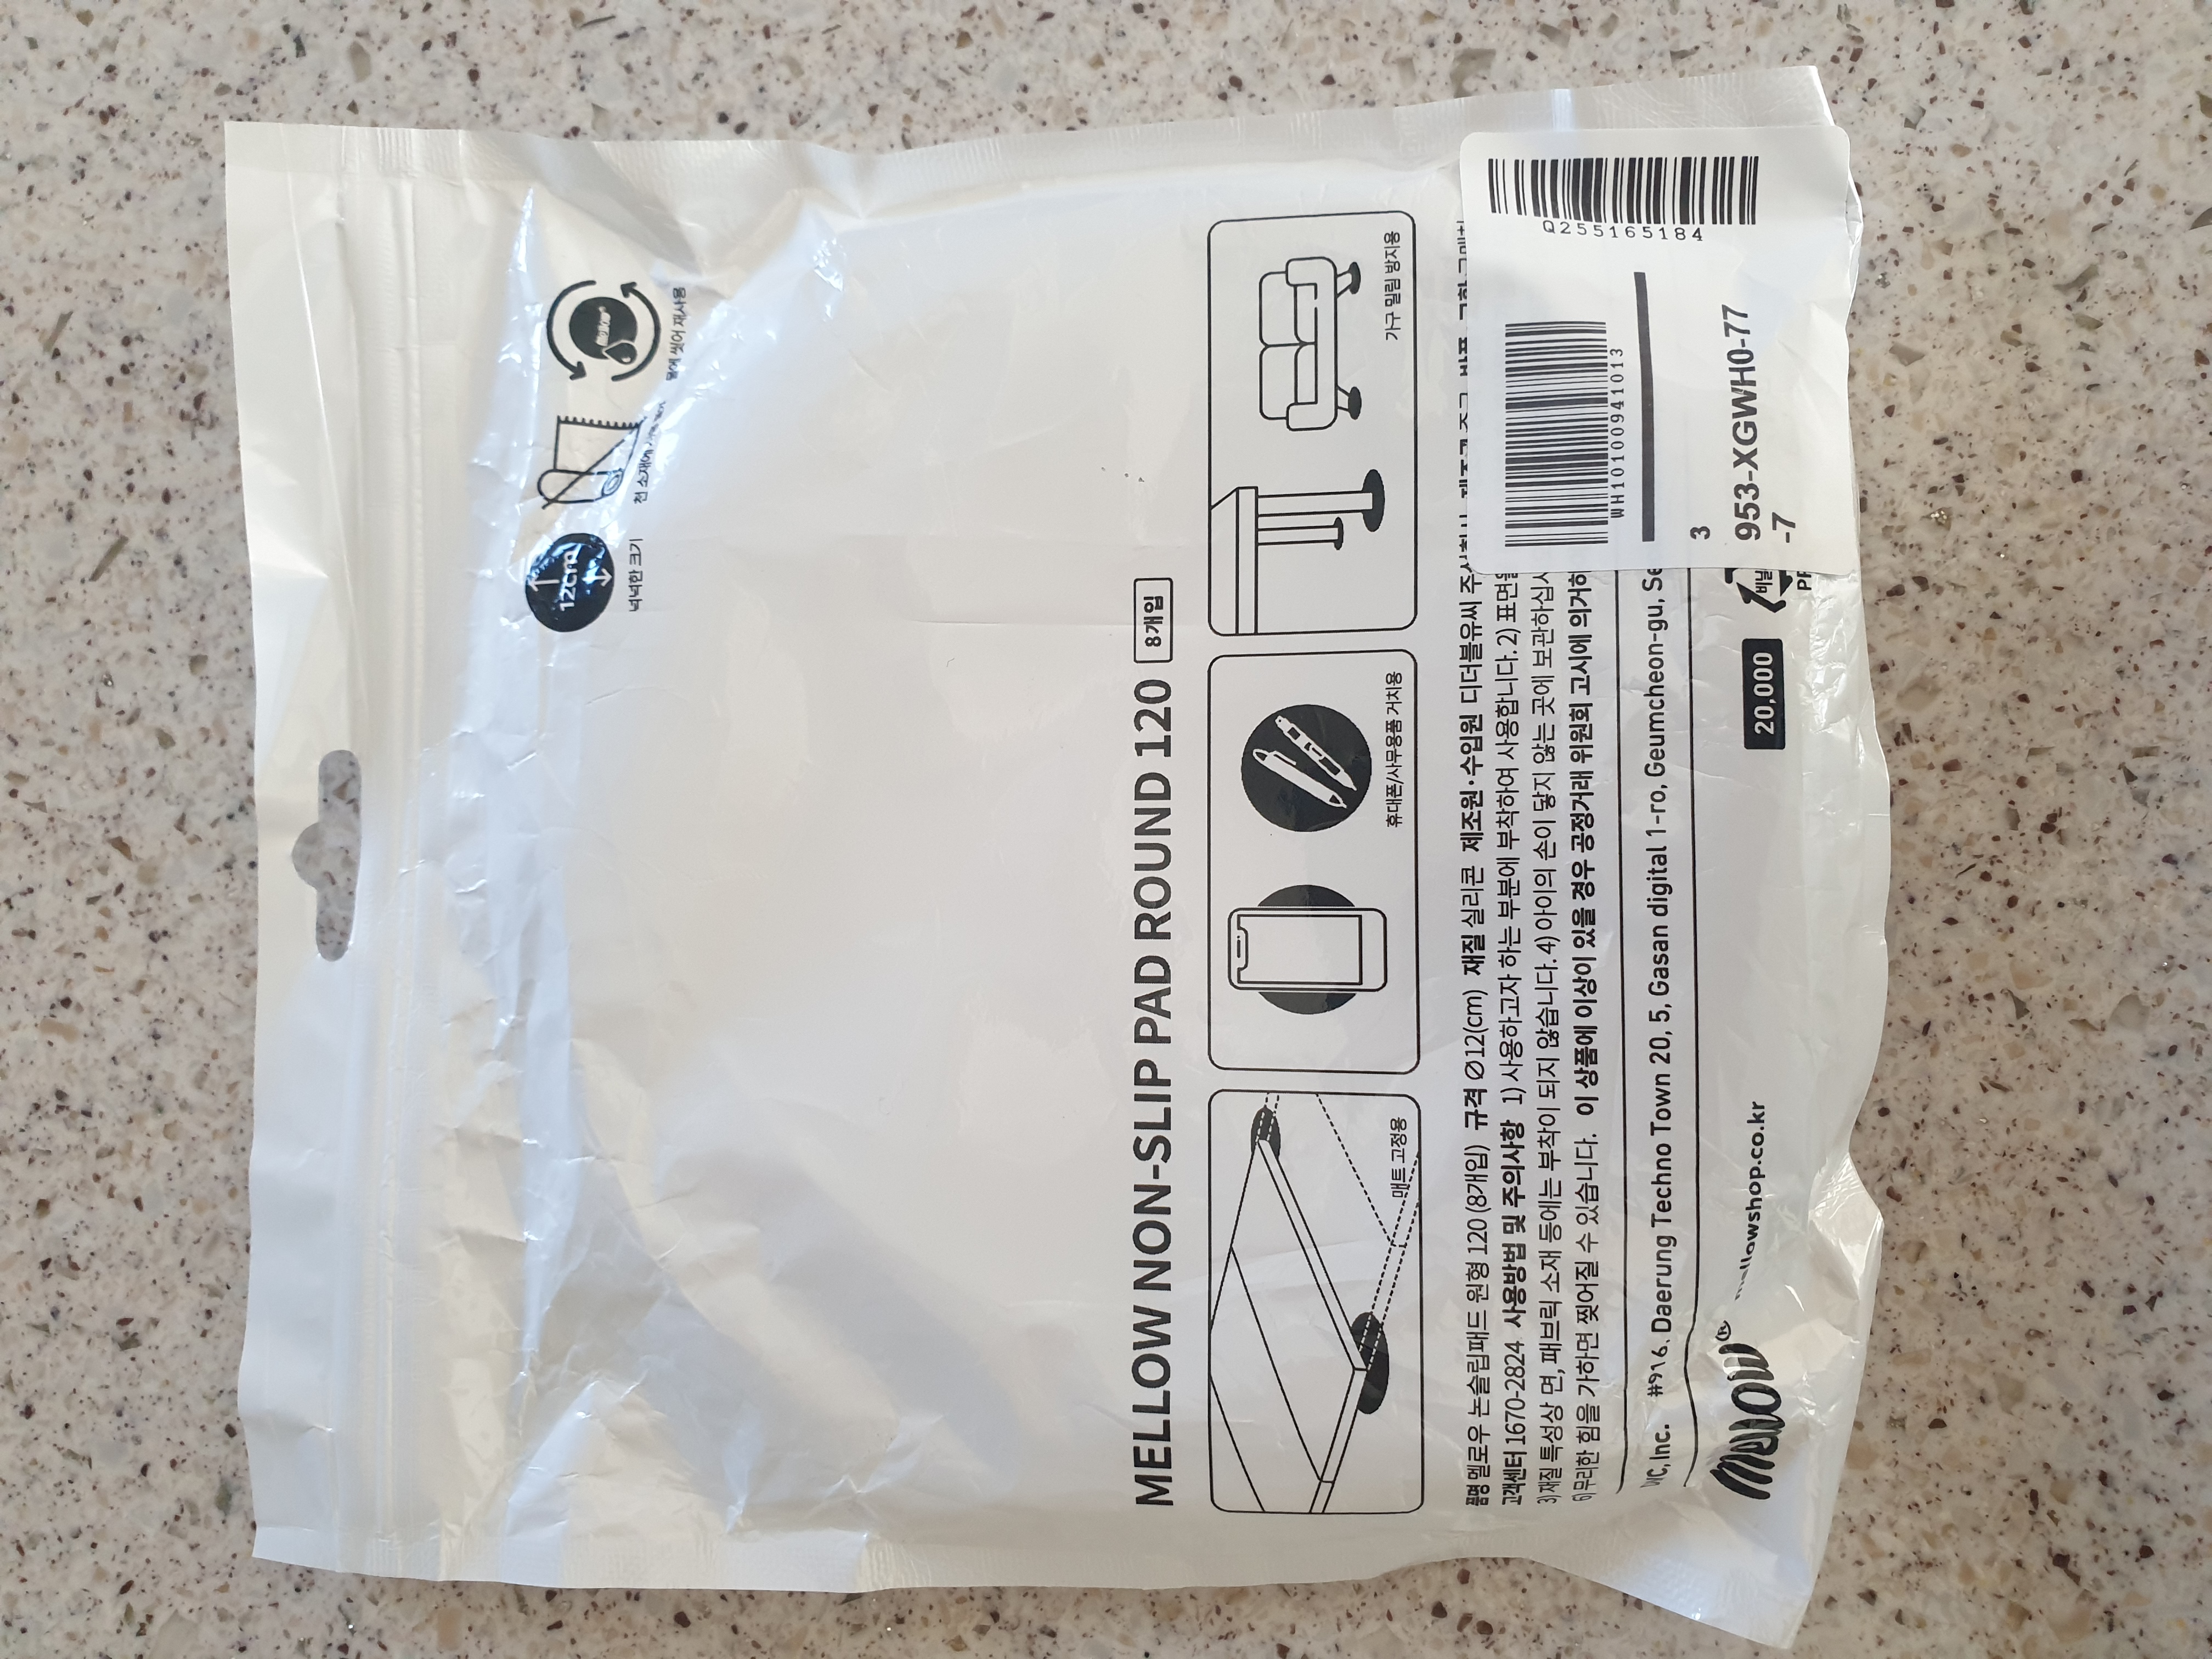 12cm
넉넉한 크기
천 소재에
물에 씻어 재사용
MELLOW NON-SLIP PAD ROUND 120 8개입
매트 고정용
휴대폰/사무용품 거치용
가구 밀림 방지용
품명 멜로우 논슬립패드 원형 120 (8개입) 규격 ∅12(cm) 재질 실리콘 제조원·수입원 디더블유씨 주식회사
고객센터 1670-2824 사용방법 및 주의사항 1) 사용하고자 하는 부분에 부착하여 사용합니다. 2) 표면을
3) 재질 특성상 면, 패브릭 소재 등에는 부착이 되지 않습니다. 4) 아이의 손이 닿지 않는 곳에 보관하십시
6) 무리한 힘을 가하면 찢어질 수 있습니다. 이 상품에 이상이 있을 경우 공정거래 위원회 고시에 의거하
Inc. #916, Daerung Techno Town 20, 5, Gasan digital 1-ro, Geumcheon-gu, Se
mellow® mellowshop.co.kr
20,000
Q255165184
WH10100941013
3
953-XGWH0-77
-7